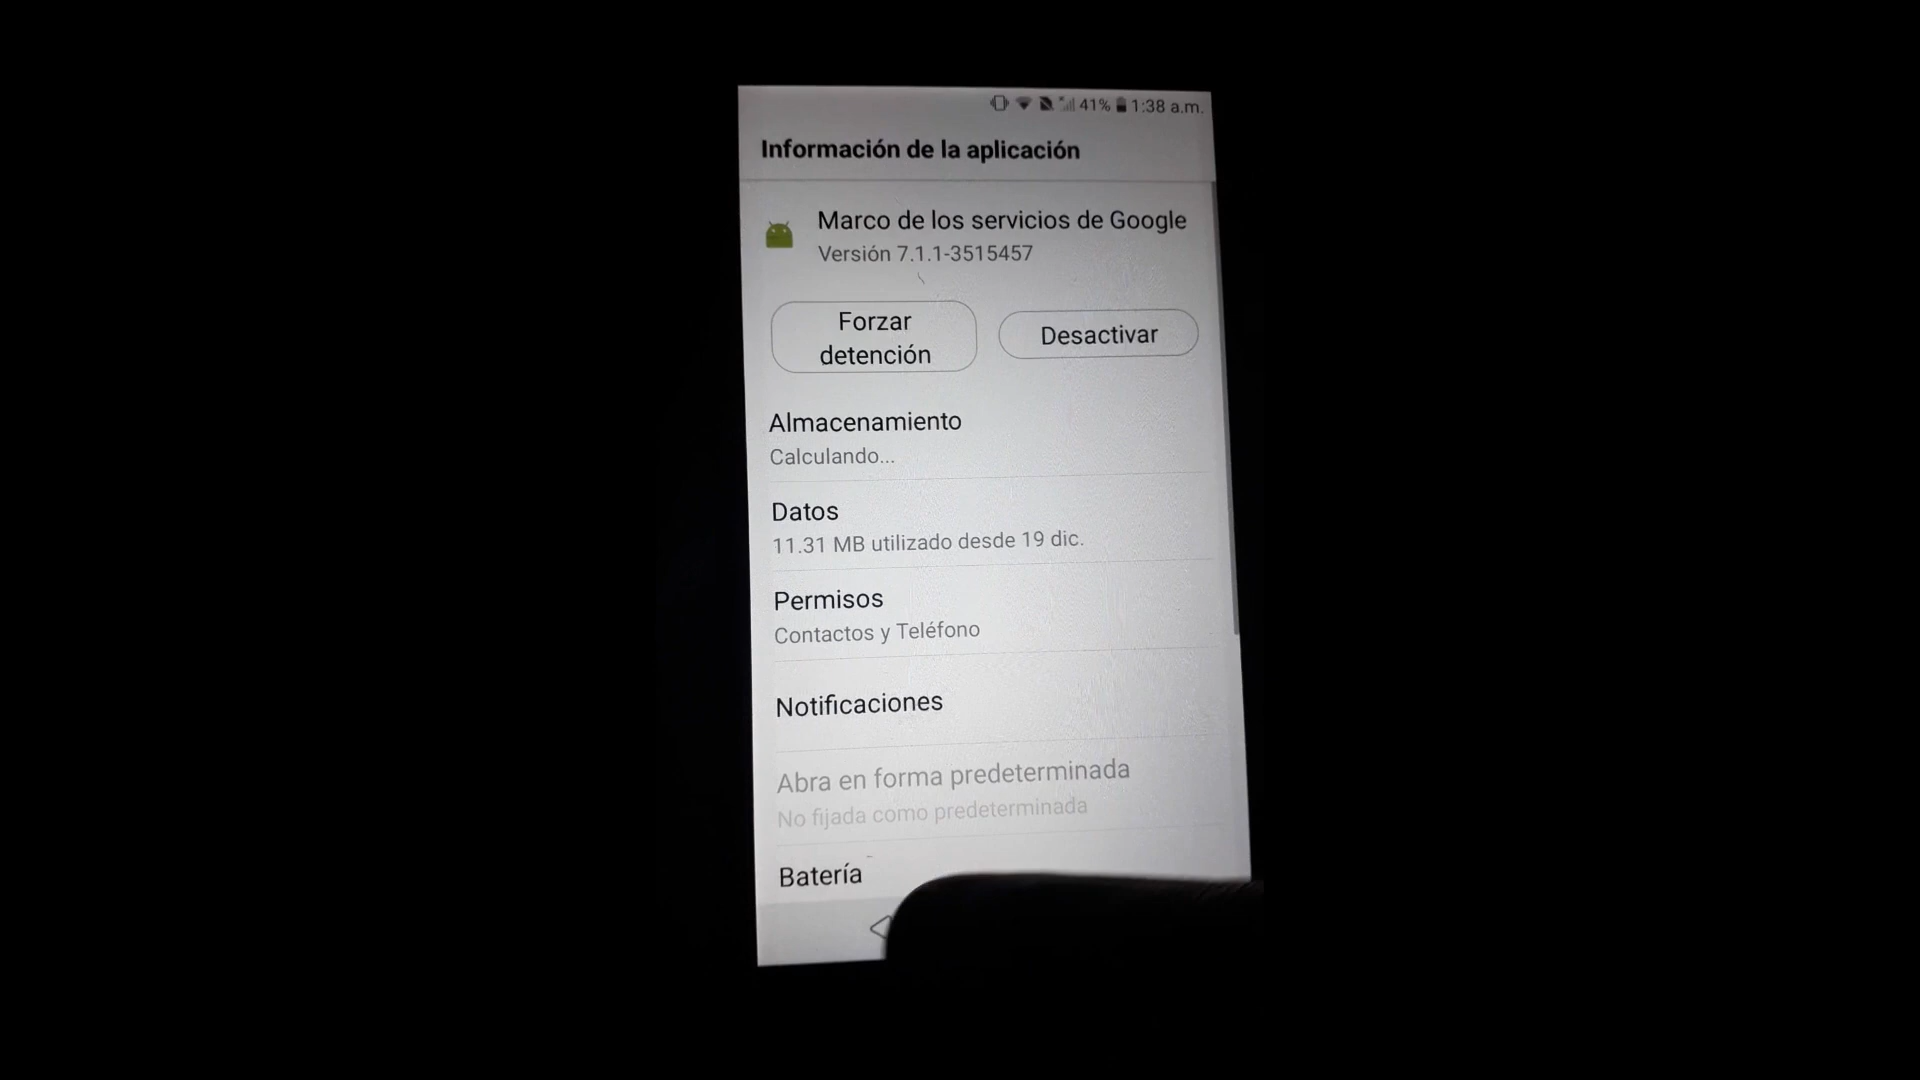 41% 1:38 a.m.
Información de la aplicación
Marco de los servicios de Google
Versión 7.1.1-3515457
Forzar
detención
Desactivar
Almacenamiento
Calculando...
Datos
11.31 MB utilizado desde 19 dic.
Permisos
Contactos y Teléfono
Notificaciones
Abra en forma predeterminada
No fijada como predeterminada
Batería